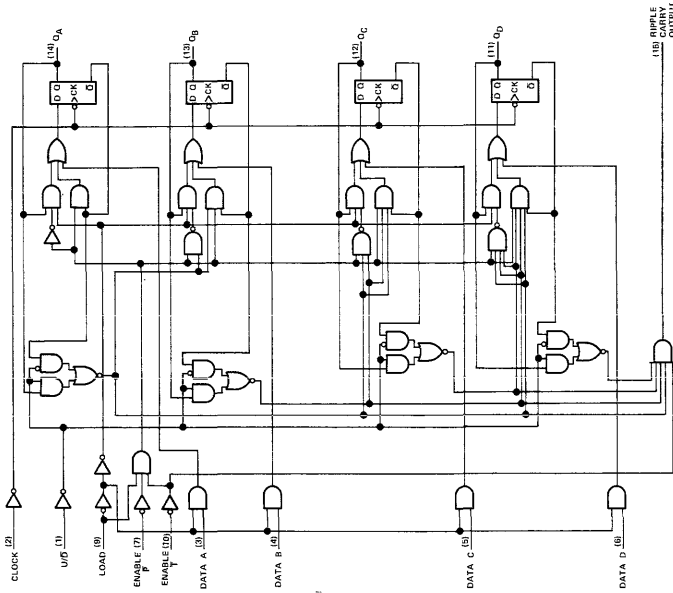 (14) QA
D Q
CK
Q̅
(13) QB
D Q
CK
Q̅
(12) QC
D Q
CK
Q̅
(11) QD
D Q
CK
Q̅
(15) RIPPLE
CARRY
OUTPUT
CLOCK (2)
U/D̅ (1)
LOAD (9)
ENABLE (7)
P̅
ENABLE (10)
T̅
(3)
DATA A
(4)
DATA B
(5)
DATA C
(6)
DATA D